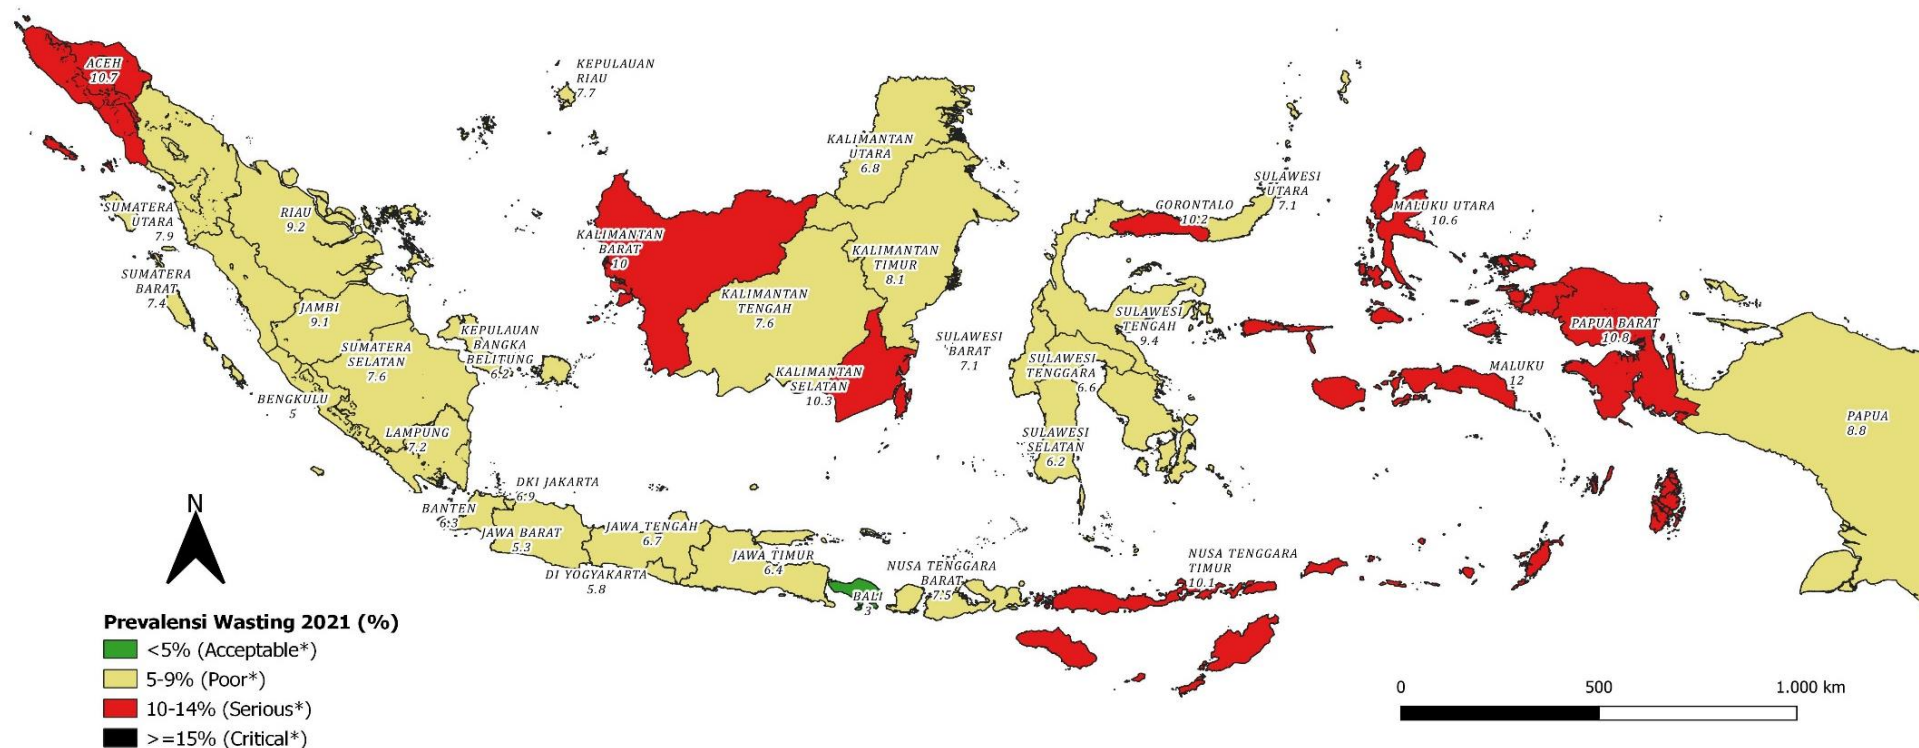 ACEH
10.7
KEPULAUAN
RIAU
7.7
SUMATERA
UTARA
7.9
RIAU
9.2
SUMATERA
BARAT
7.4
JAMBI
9.1
SUMATERA
SELATAN
7.6
KEPULAUAN
BANGKA
BELITUNG
6.2
BENGKULU
5
LAMPUNG
7.2
KALIMANTAN
UTARA
6.8
KALIMANTAN
BARAT
10
KALIMANTAN
TIMUR
8.1
KALIMANTAN
TENGAH
7.6
KALIMANTAN
SELATAN
10.3
SULAWESI
UTARA
7.1
GORONTALO
10.2
SULAWESI
TENGAH
9.4
SULAWESI
BARAT
7.1
SULAWESI
TENGGARA
6.6
SULAWESI
SELATAN
6.2
MALUKU UTARA
10.6
PAPUA BARAT
10.8
MALUKU
12
PAPUA
8.8
DKI JAKARTA
6.9
BANTEN
6.3
JAWA BARAT
5.3
JAWA TENGAH
6.7
DI YOGYAKARTA
5.8
JAWA TIMUR
6.4
BALI
3
NUSA TENGGARA
BARAT
7.5
NUSA TENGGARA
TIMUR
10.1
N
Prevalensi Wasting 2021 (%)
<5% (Acceptable*)
5-9% (Poor*)
10-14% (Serious*)
>=15% (Critical*)
0 500 1.000 km